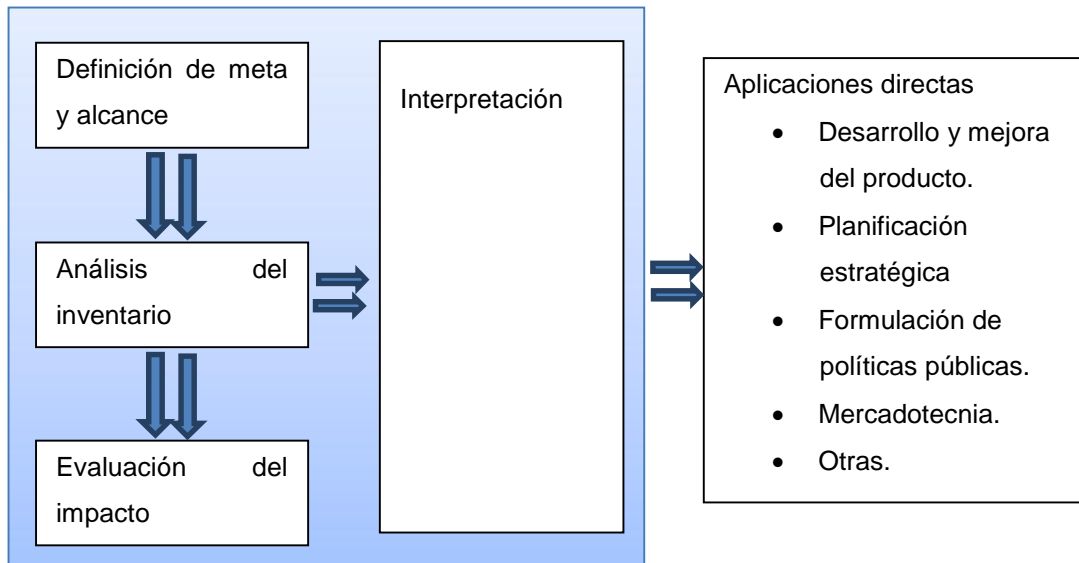 Definición de meta
y alcance
Análisis del
inventario
Evaluación del
impacto
Interpretación
Aplicaciones directas
• Desarrollo y mejora
del producto.
• Planificación
estratégica
• Formulación de
políticas públicas.
• Mercadotecnia.
• Otras.